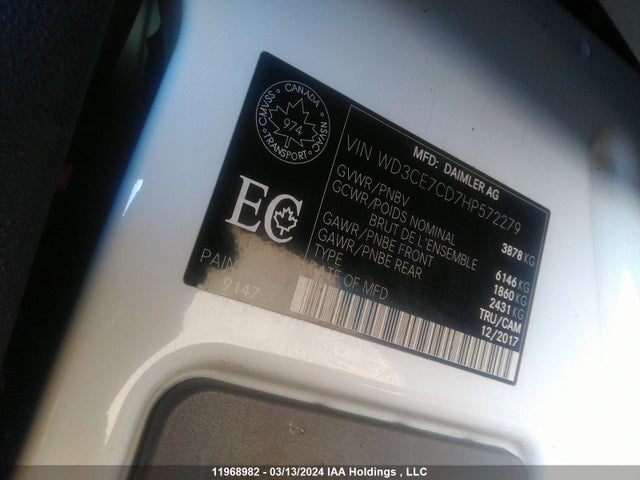 CANADA
CMVSS NSVAC
974
TRANSPORT
MFD: DAIMLER AG
VIN WD3CE7CD7HP572279
GVWR/PNBV 3878 KG
GCWR/POIDS NOMINAL
BRUT DE L'ENSEMBLE 6146 KG
GAWR/PNBE FRONT 1860 KG
GAWR/PNBE REAR 2431 KG
TYPE TRU/CAM
DATE OF MFD 12/2017
EC
PAIN
9147
11968982 - 03/13/2024 IAA Holdings , LLC